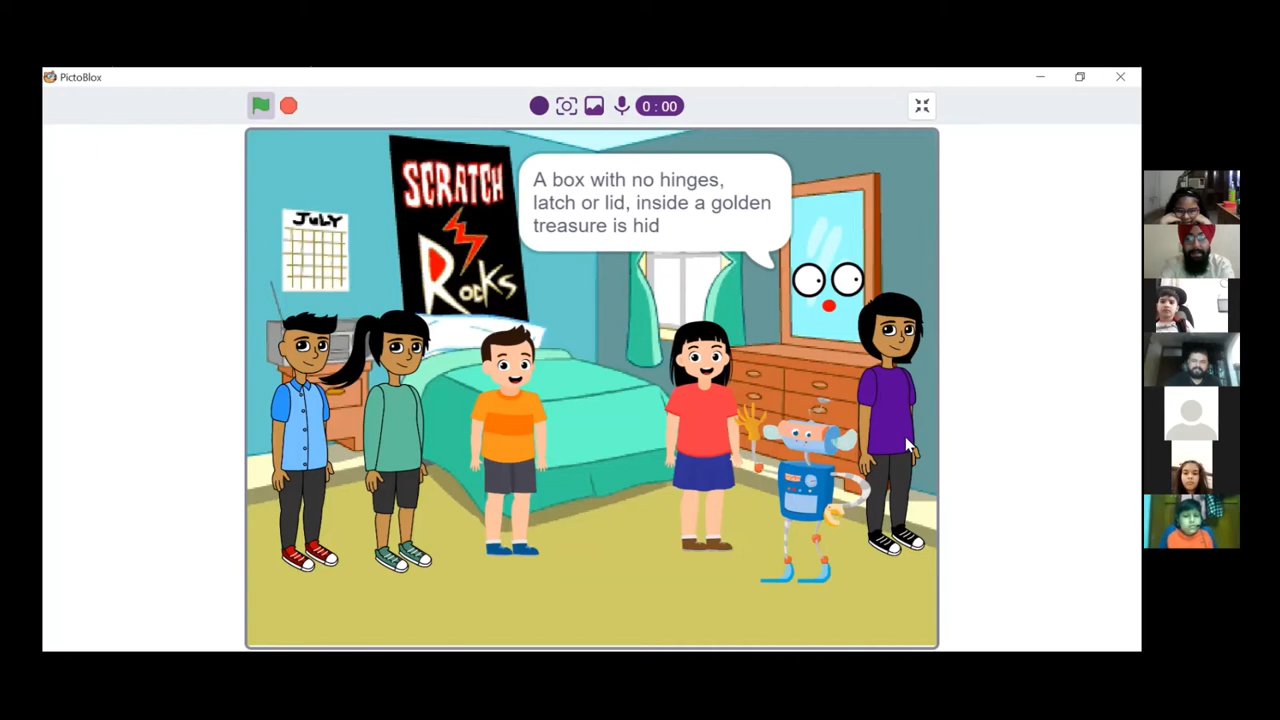 PictoBlox
0 : 00
A box with no hinges,
latch or lid, inside a golden
treasure is hid
JULY
SCRATCH
ROCKS